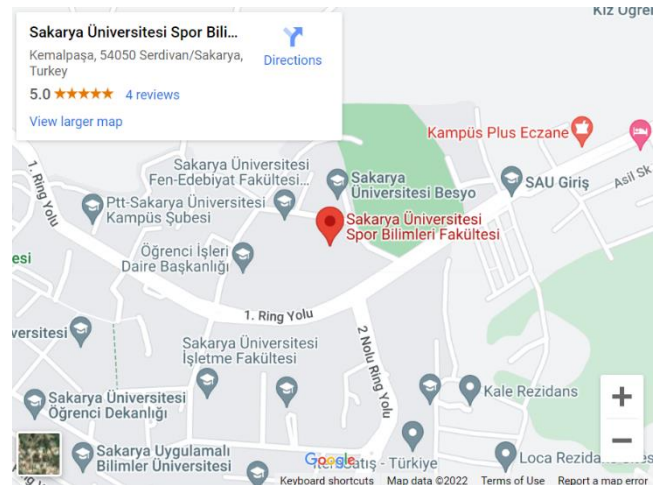 Kız Öğren
Sakarya Üniversitesi Spor Bili...
Kemalpaşa, 54050 Serdivan/Sakarya,
Turkey
Directions
5.0
4 reviews
View larger map
Kampüs Plus Eczane
1. Ring Yolu
Sakarya Üniversitesi
Fen-Edebiyat Fakültesi...
Sakarya
Üniversitesi Besyo
SAU Giriş
Asil Sk
Ptt-Sakarya Üniversitesi
Kampüs Şubesi
Sakarya Üniversitesi
Spor Bilimleri Fakültesi
esi
Öğrenci İşleri
Daire Başkanlığı
1. Ring Yolu
versitesi
Sakarya Üniversitesi
İşletme Fakültesi
2 Nolu Ring Yolu
Kale Rezidans
Sakarya Üniversitesi
Öğrenci Dekanlığı
+
−
Sakarya Uygulamalı
Bilimler Üniversitesi
Google
- Türkiye
Loca Rezidans
Keyboard shortcuts
Map data ©2022
Terms of Use
Report a map error